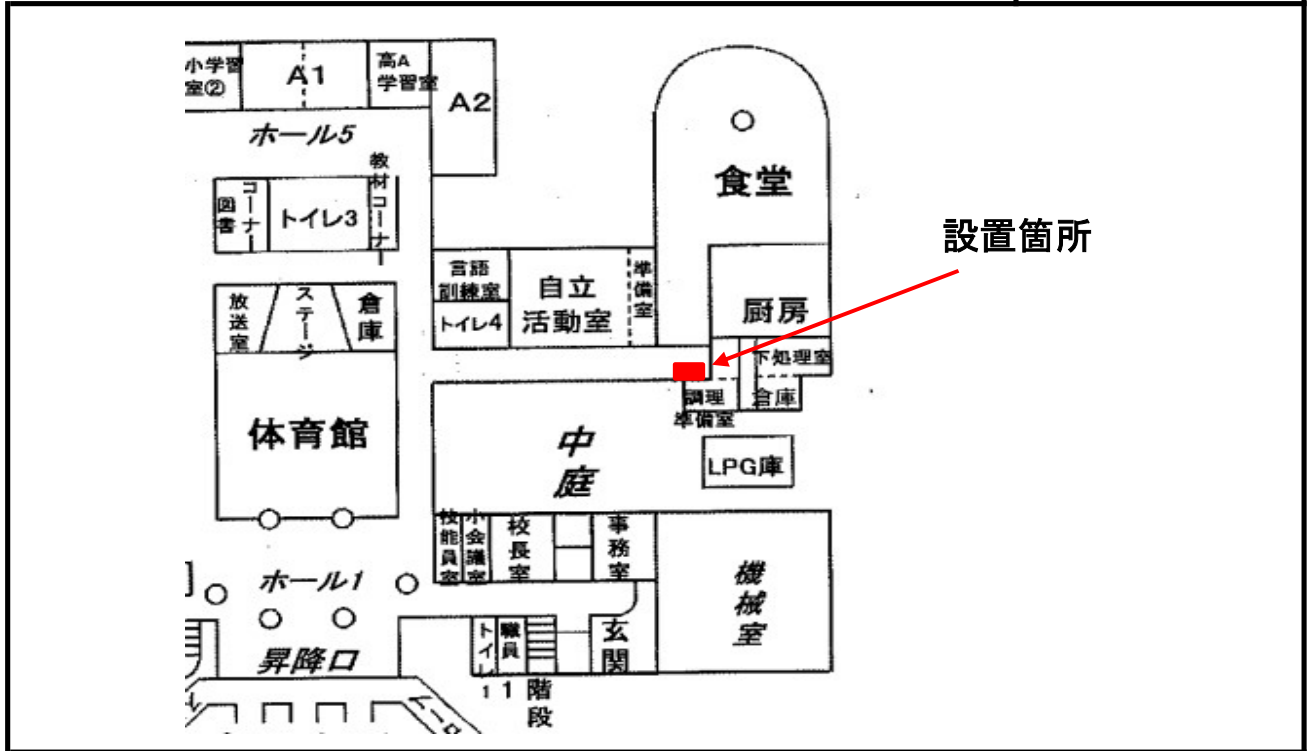 小学習
室②
A1
高A
学習室
A2
ホール5
図書
コーナー
トイレ3
教材コーナー
食堂
設置箇所
言語
訓練室
トイレ4
自立
活動室
準備室
厨房
下処理室
放送室
ステージ
倉庫
調理
準備室
倉庫
体育館
中庭
LPG庫
技能員室
小会議室
校長室
事務室
機械室
ホール1
昇降口
トイレ1
職員
1
階段
玄関